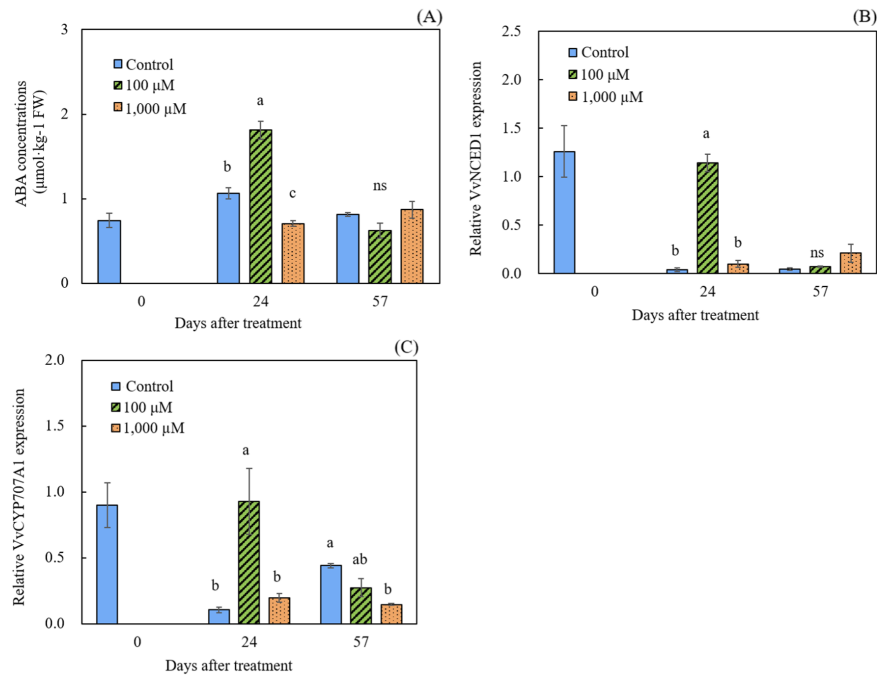 (A)
3
2
1
0
ABA concentrations
(μmol·kg-1 FW)
Control
100 μM
1,000 μM
b
a
c
ns
0 24 57
Days after treatment
(B)
2.5
2.0
1.5
1.0
0.5
0.0
Relative VvNCED1 expression
Control
100 μM
1,000 μM
b
a
b
ns
0 24 57
Days after treatment
(C)
2.0
1.5
1.0
0.5
0.0
Relative VvCYP707A1 expression
Control
100 μM
1,000 μM
b
a
b
a
ab
b
0 24 57
Days after treatment